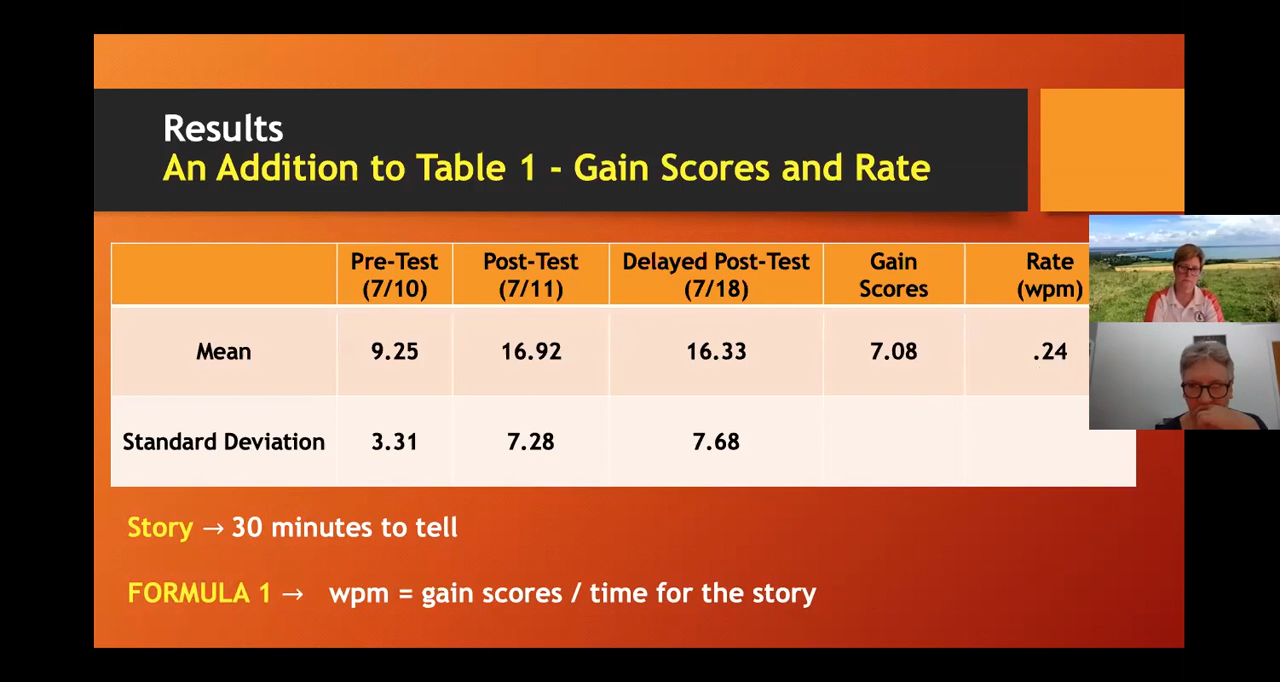 Results
An Addition to Table 1 - Gain Scores and Rate
Pre-Test (7/10) Post-Test (7/11) Delayed Post-Test (7/18) Gain Scores Rate (wpm)
Mean 9.25 16.92 16.33 7.08 .24
Standard Deviation 3.31 7.28 7.68
Story → 30 minutes to tell
FORMULA 1 → wpm = gain scores / time for the story